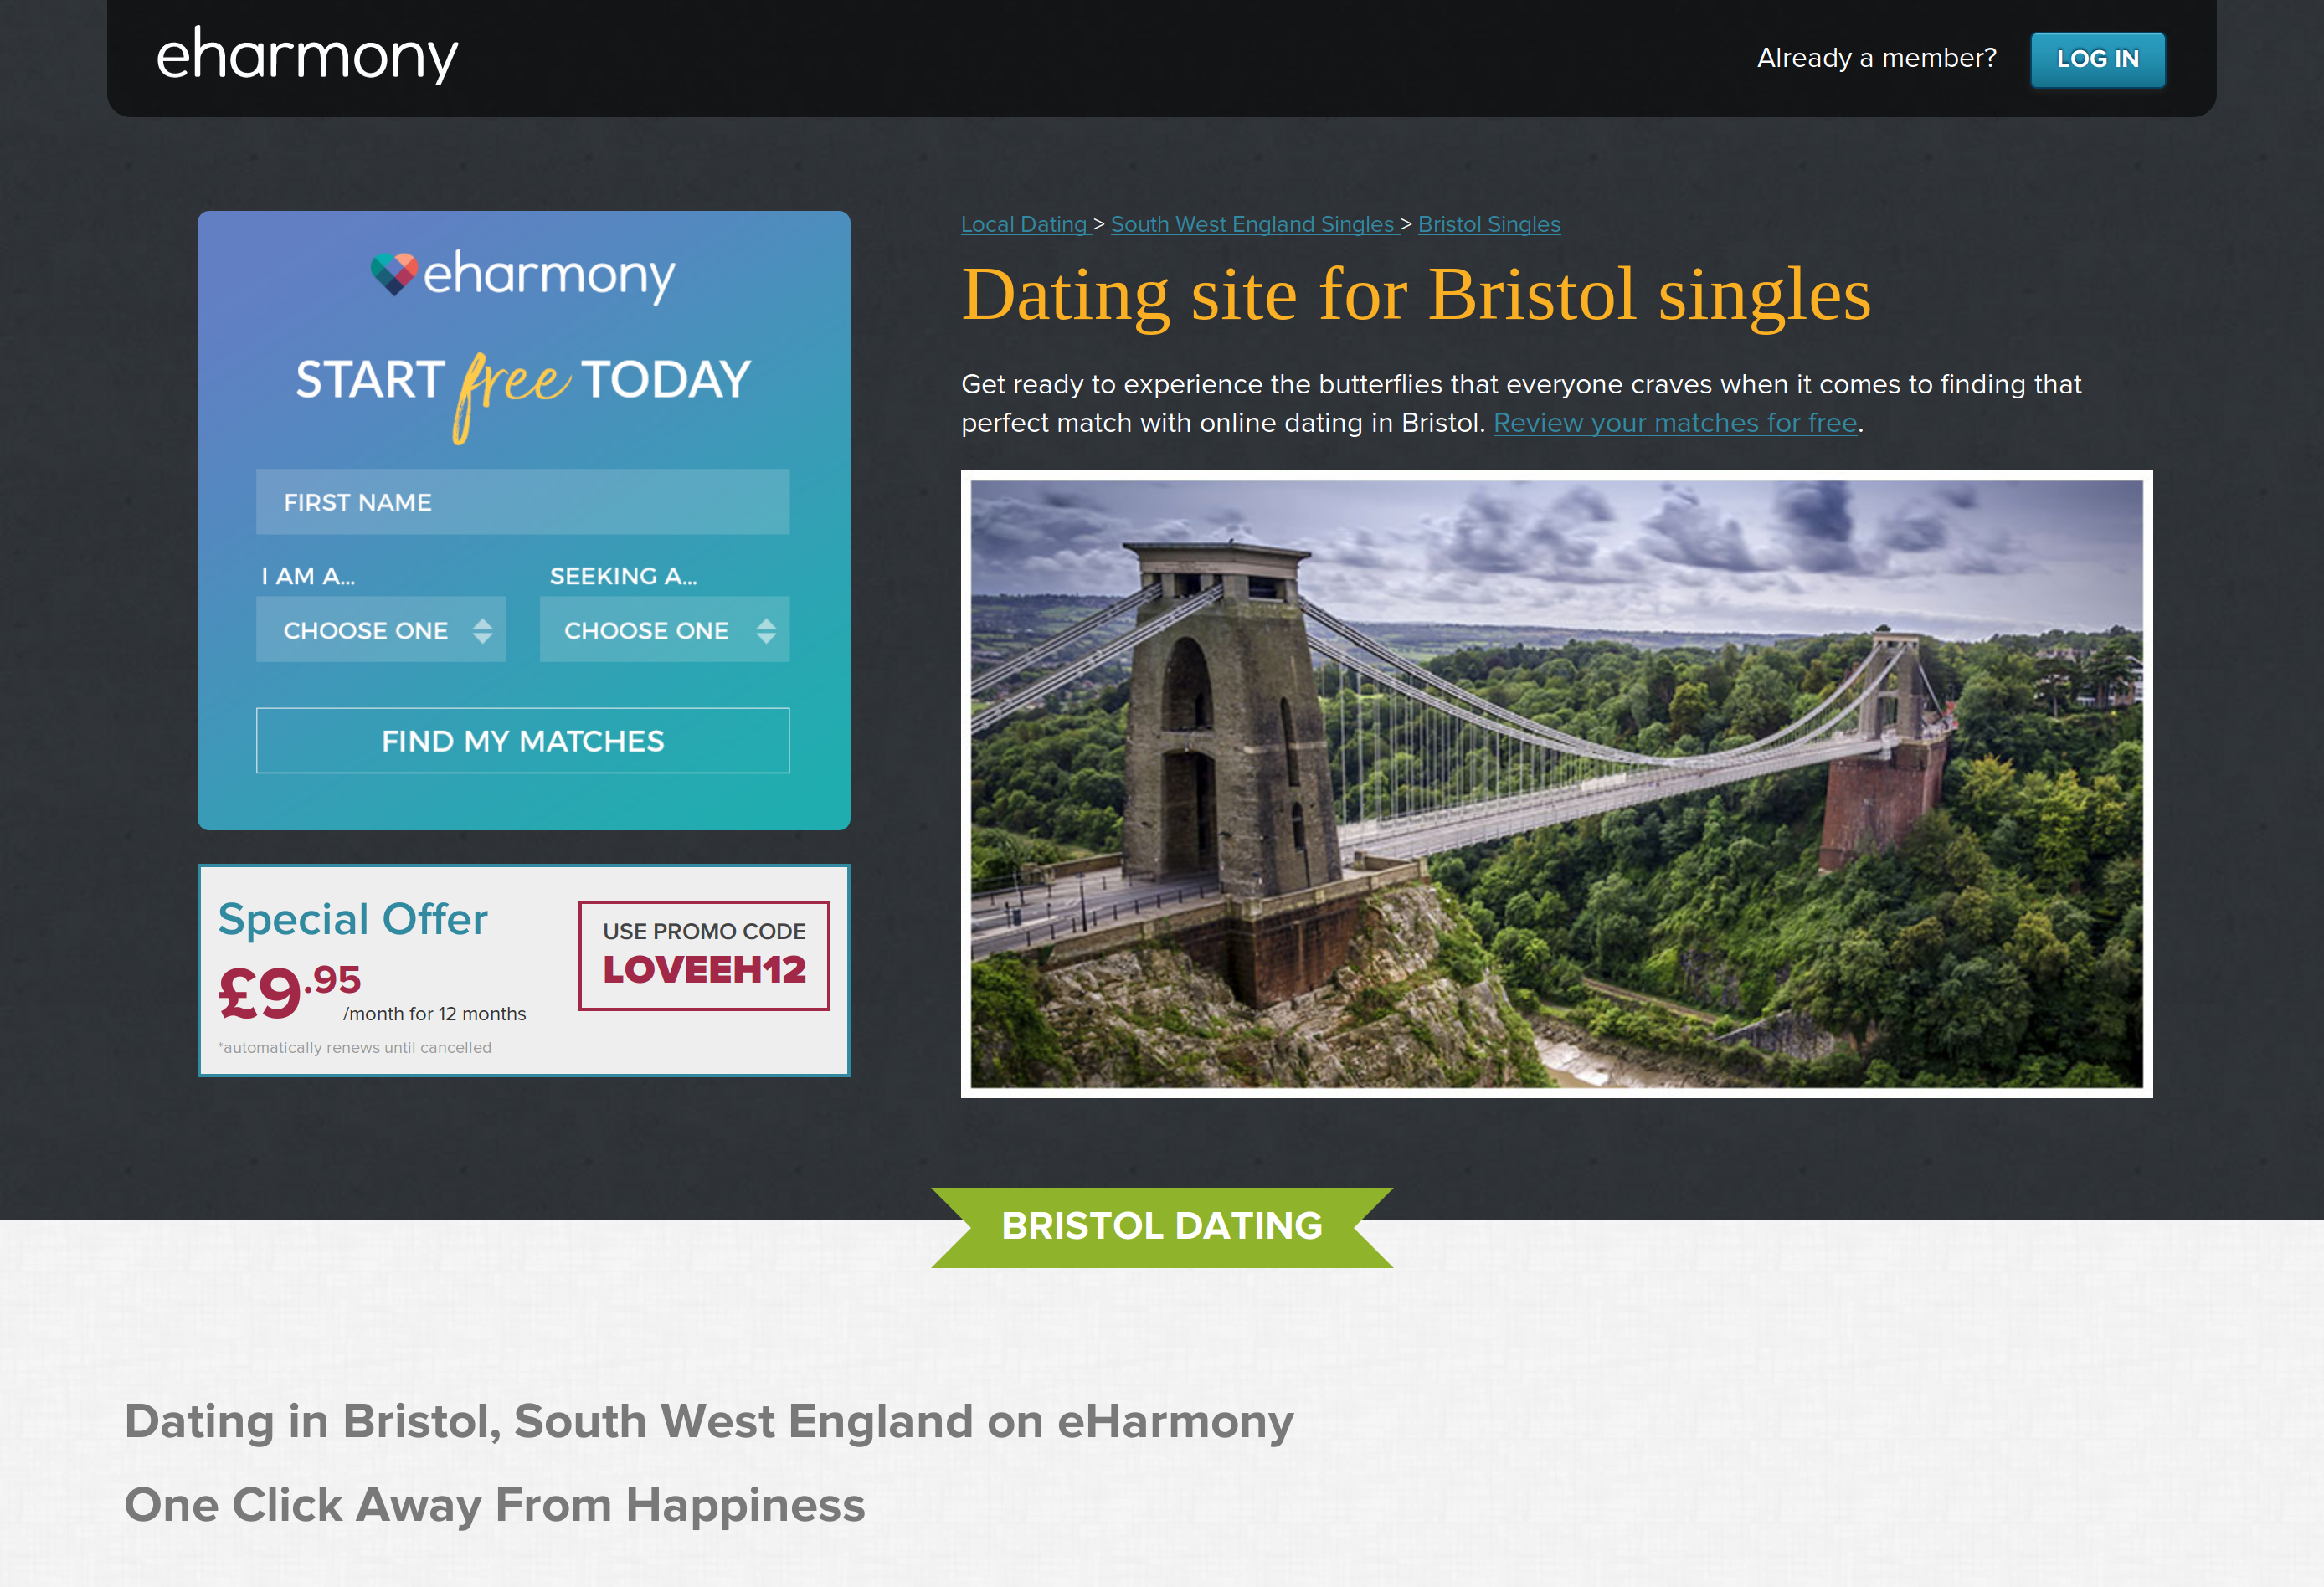 eharmony
Already a member?
LOG IN
eharmony
START free TODAY
FIRST NAME
I AM A...
SEEKING A...
CHOOSE ONE
CHOOSE ONE
FIND MY MATCHES
Special Offer
£9.95
/month for 12 months
*automatically renews until cancelled
USE PROMO CODE
LOVEEH12
Local Dating > South West England Singles > Bristol Singles
Dating site for Bristol singles
Get ready to experience the butterflies that everyone craves when it comes to finding that
perfect match with online dating in Bristol. Review your matches for free.
BRISTOL DATING
Dating in Bristol, South West England on eHarmony
One Click Away From Happiness